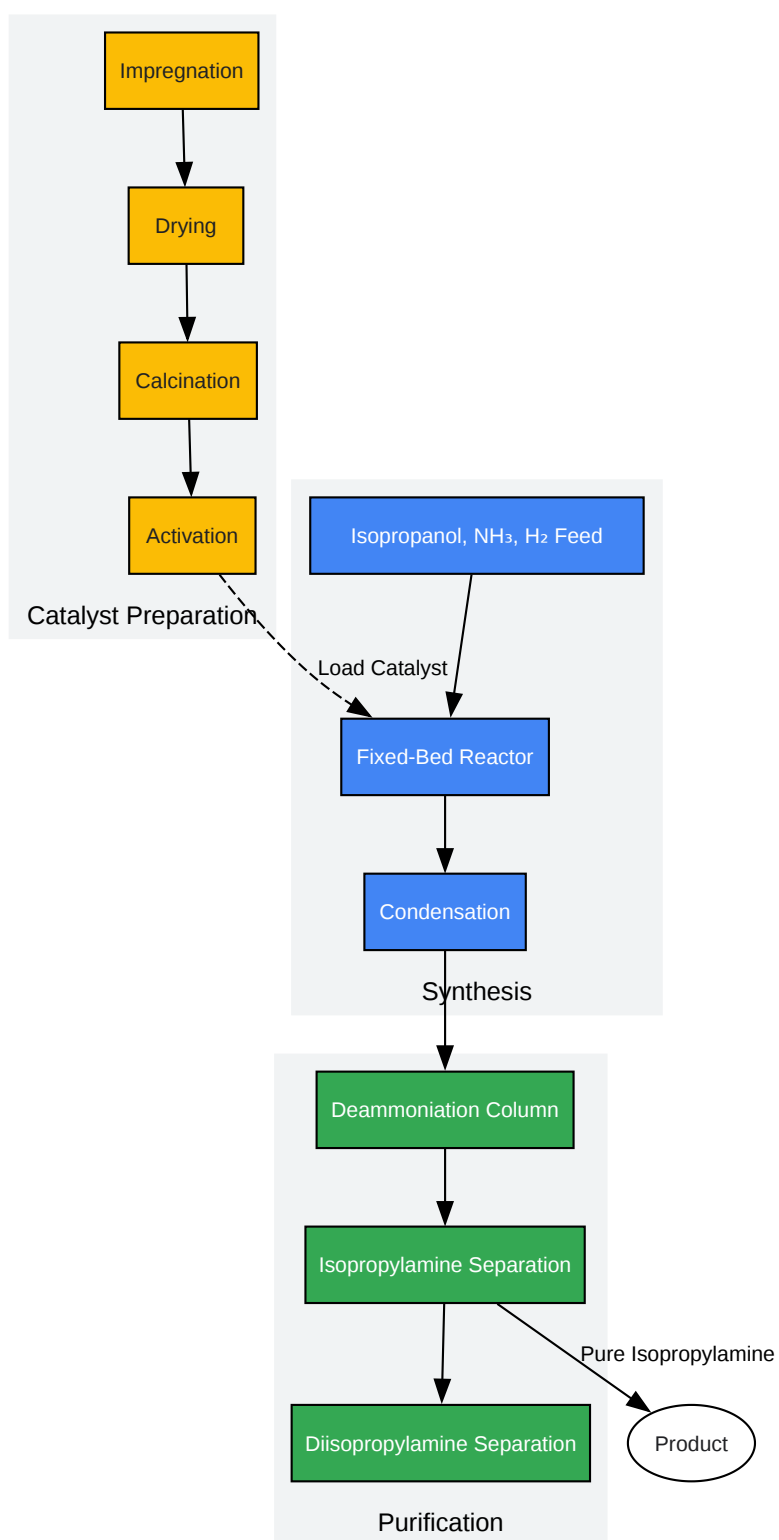 Impregnation
Drying
Calcination
Activation
Catalyst Preparation
Isopropanol, NH₃, H₂ Feed
Load Catalyst
Fixed-Bed Reactor
Condensation
Synthesis
Deammoniation Column
Isopropylamine Separation
Pure Isopropylamine
Diisopropylamine Separation
Product
Purification